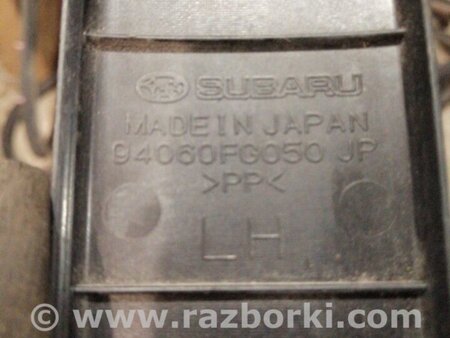 SUBARU
MADE IN JAPAN
94060FG050 JP
>PP<
LH
© www.razborki.com